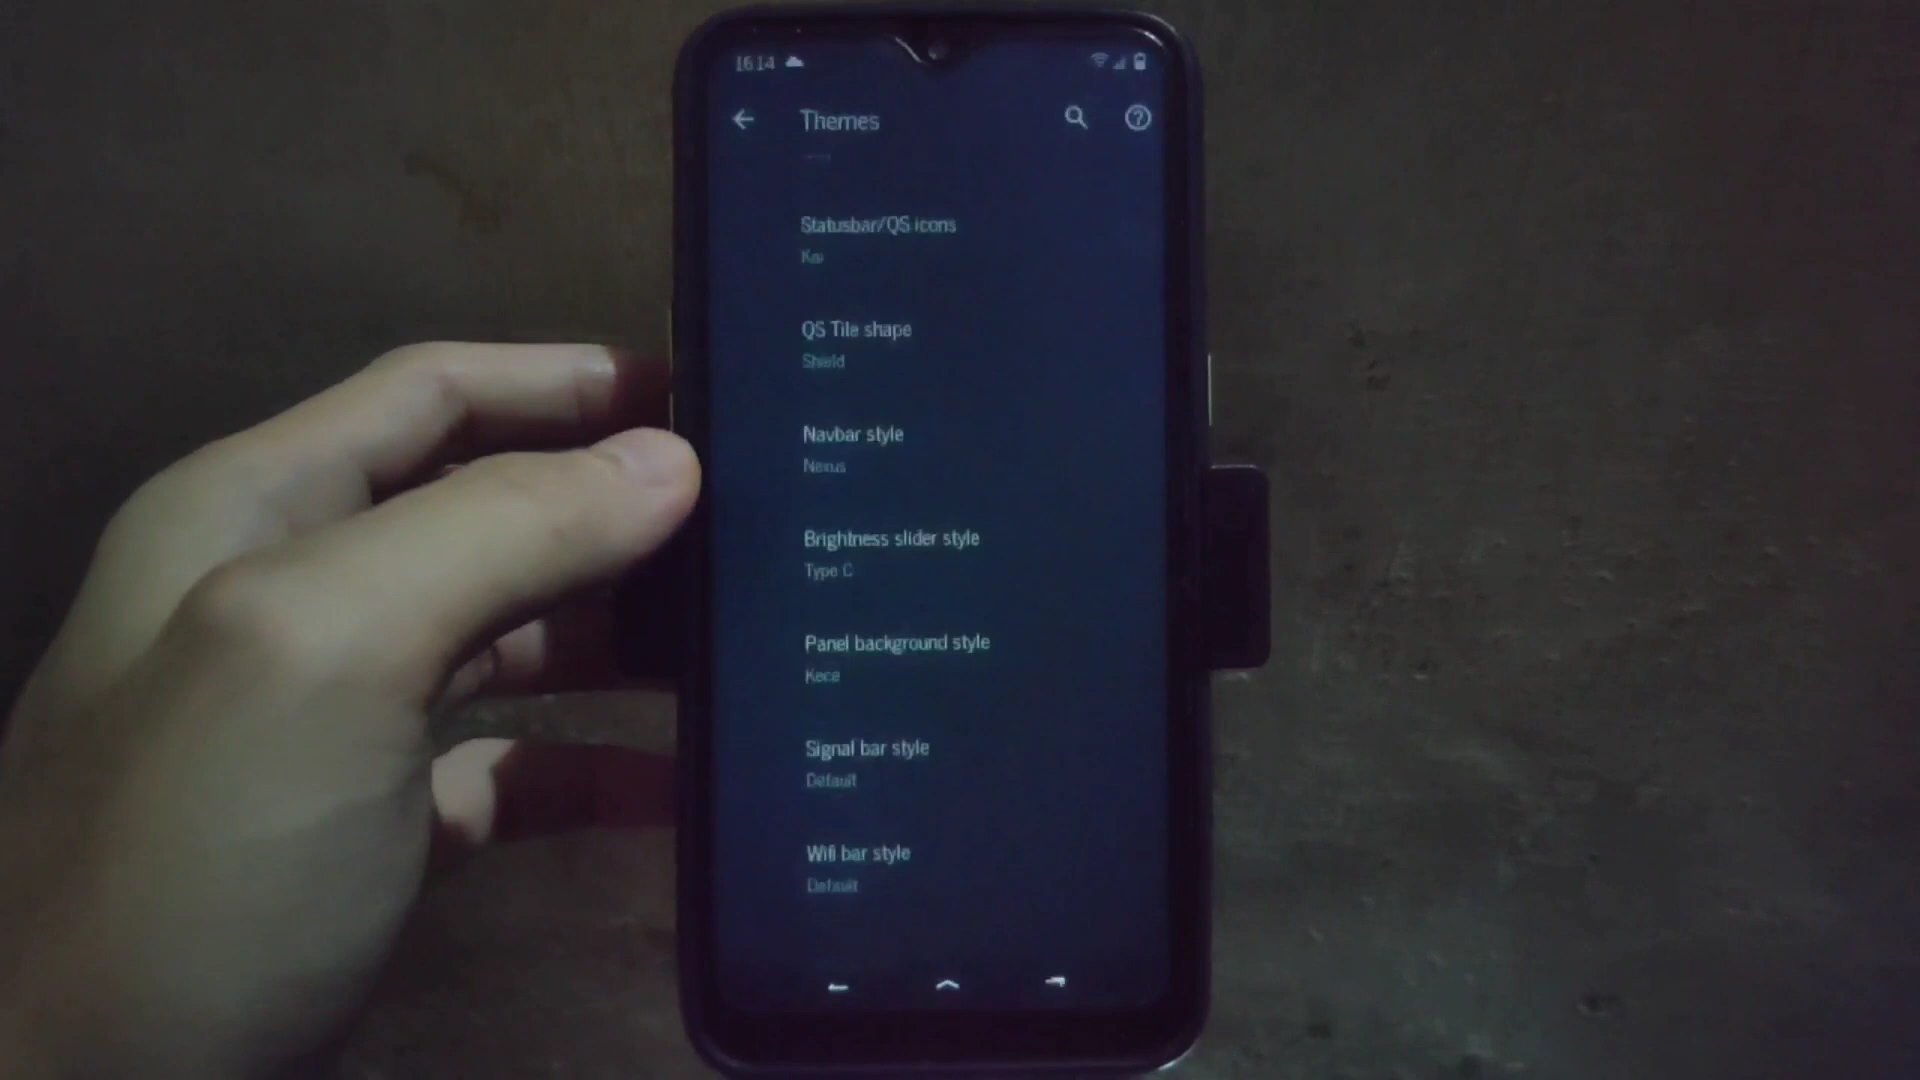 16:14
Themes
Statusbar/QS icons
Kai
QS Tile shape
Shield
Navbar style
Nexus
Brightness slider style
Type C
Panel background style
Kece
Signal bar style
Default
Wifi bar style
Default